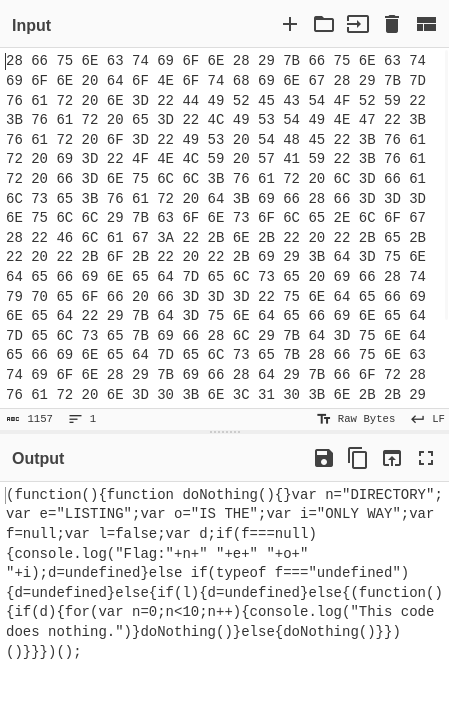 Input
28 66 75 6E 63 74 69 6F 6E 28 29 7B 66 75 6E 63 74
69 6F 6E 20 64 6F 4E 6F 74 68 69 6E 67 28 29 7B 7D
76 61 72 20 6E 3D 22 44 49 52 45 43 54 4F 52 59 22
3B 76 61 72 20 65 3D 22 4C 49 53 54 49 4E 47 22 3B
76 61 72 20 6F 3D 22 49 53 20 54 48 45 22 3B 76 61
72 20 69 3D 22 4F 4E 4C 59 20 57 41 59 22 3B 76 61
72 20 66 3D 6E 75 6C 6C 3B 76 61 72 20 6C 3D 66 61
6C 73 65 3B 76 61 72 20 64 3B 69 66 28 66 3D 3D 3D
6E 75 6C 6C 29 7B 63 6F 6E 73 6F 6C 65 2E 6C 6F 67
28 22 46 6C 61 67 3A 22 2B 6E 2B 22 20 22 2B 65 2B
22 20 22 2B 6F 2B 22 20 22 2B 69 29 3B 64 3D 75 6E
64 65 66 69 6E 65 64 7D 65 6C 73 65 20 69 66 28 74
79 70 65 6F 66 20 66 3D 3D 3D 22 75 6E 64 65 66 69
6E 65 64 22 29 7B 64 3D 75 6E 64 65 66 69 6E 65 64
7D 65 6C 73 65 7B 69 66 28 6C 29 7B 64 3D 75 6E 64
65 66 69 6E 65 64 7D 65 6C 73 65 7B 28 66 75 6E 63
74 69 6F 6E 28 29 7B 69 66 28 64 29 7B 66 6F 72 28
76 61 72 20 6E 3D 30 3B 6E 3C 31 30 3B 6E 2B 2B 29
ABC 1157 1 Tт Raw Bytes LF
Output
(function(){function doNothing(){}var n="DIRECTORY";
var e="LISTING";var o="IS THE";var i="ONLY WAY";var
f=null;var l=false;var d;if(f===null)
{console.log("Flag:"+n+" "+e+" "+o+"
"+i);d=undefined}else if(typeof f==="undefined")
{d=undefined}else{if(l){d=undefined}else{(function()
{if(d){for(var n=0;n<10;n++){console.log("This code
does nothing.")}doNothing()}else{doNothing()}})
()}}})();